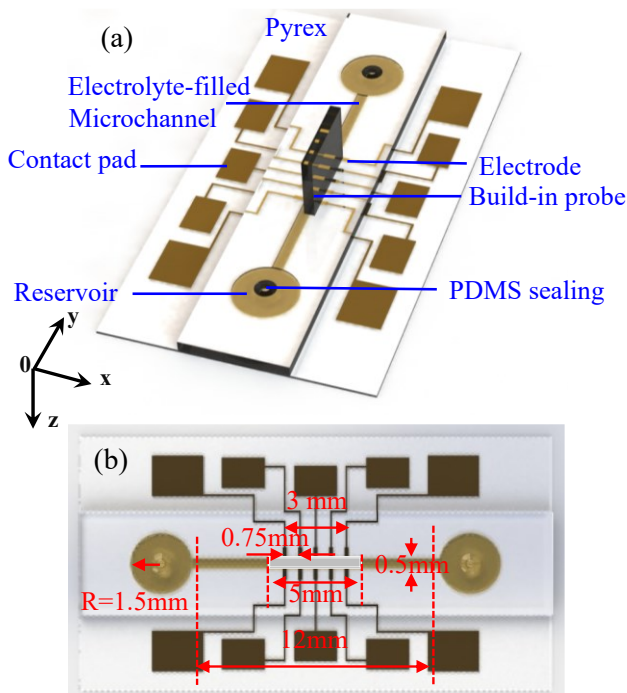 (a)
Pyrex
Electrolyte-filled
Microchannel
Contact pad
Electrode
Build-in probe
Reservoir
PDMS sealing
y
0
x
z
(b)
3 mm
0.75mm
0.5mm
R=1.5mm
5mm
12mm